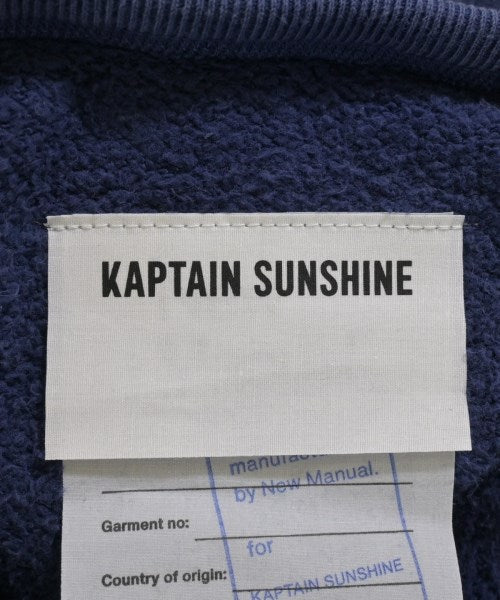 KAPTAIN SUNSHINE
by New Manual.
Garment no:
for
Country of origin:
KAPTAIN SUNSHINE